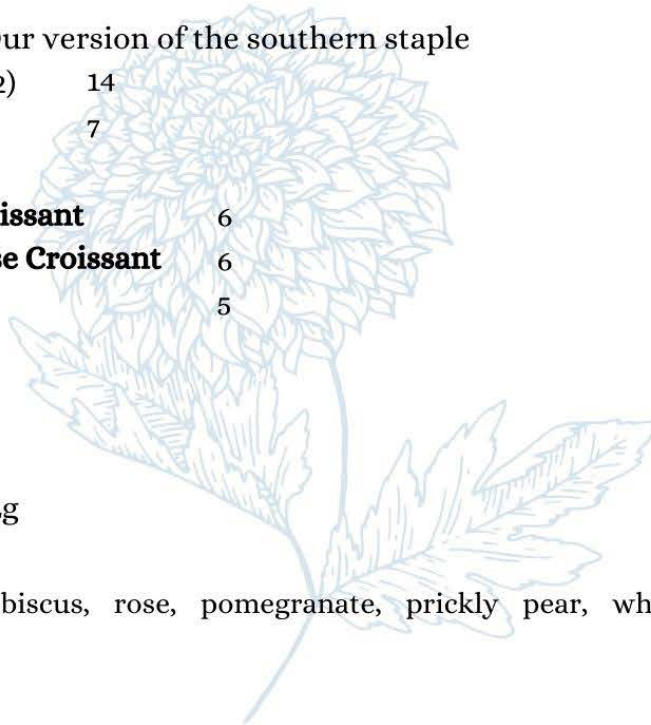 ur version of the southern staple
2) 14
7
issant 6
se Croissant 6
5
g
biscus, rose, pomegranate, prickly pear, wh